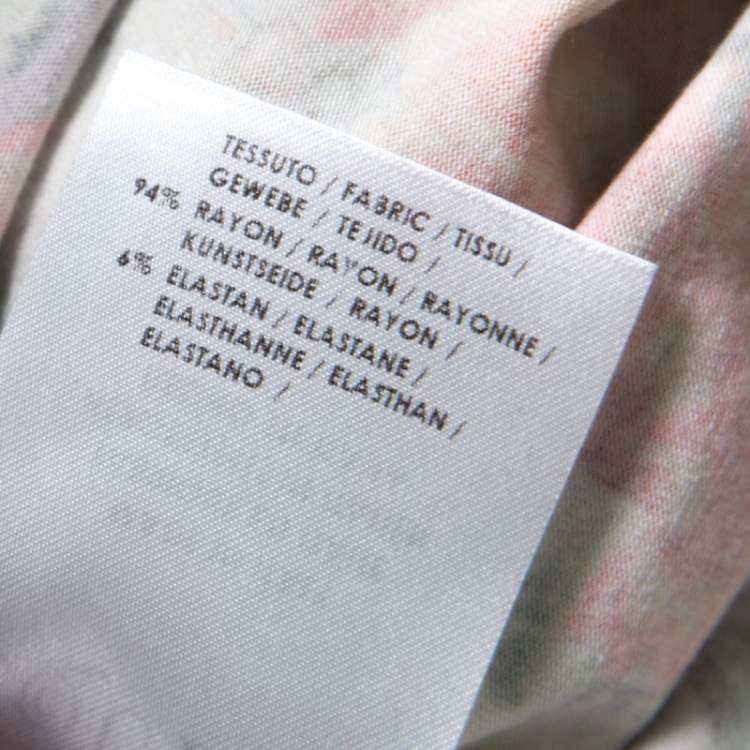 TESSUTO / FABRIC / TISSU /
GEWEBE / TEJIDO /
94% RAYON / RAYON / RAYONNE /
KUNSTSEIDE / RAYON /
6% ELASTAN / ELASTANE /
ELASTHANNE / ELASTHAN /
ELASTANO /